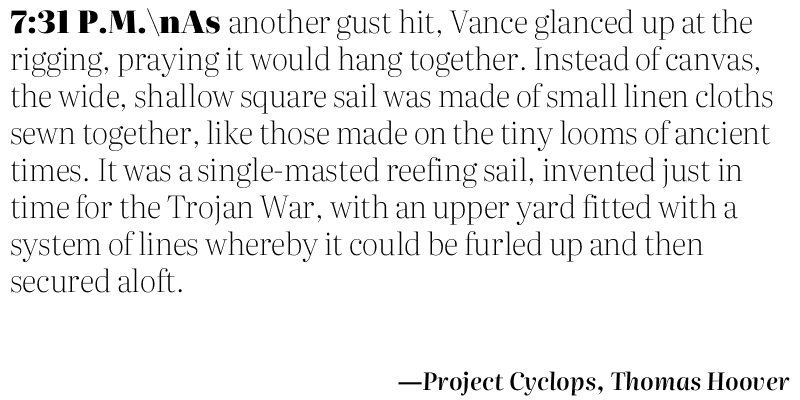 7:31 P.M.\nAs another gust hit, Vance glanced up at the
rigging, praying it would hang together. Instead of canvas,
the wide, shallow square sail was made of small linen cloths
sewn together, like those made on the tiny looms of ancient
times. It was a single-masted reefing sail, invented just in
time for the Trojan War, with an upper yard fitted with a
system of lines whereby it could be furled up and then
secured aloft.
—Project Cyclops, Thomas Hoover